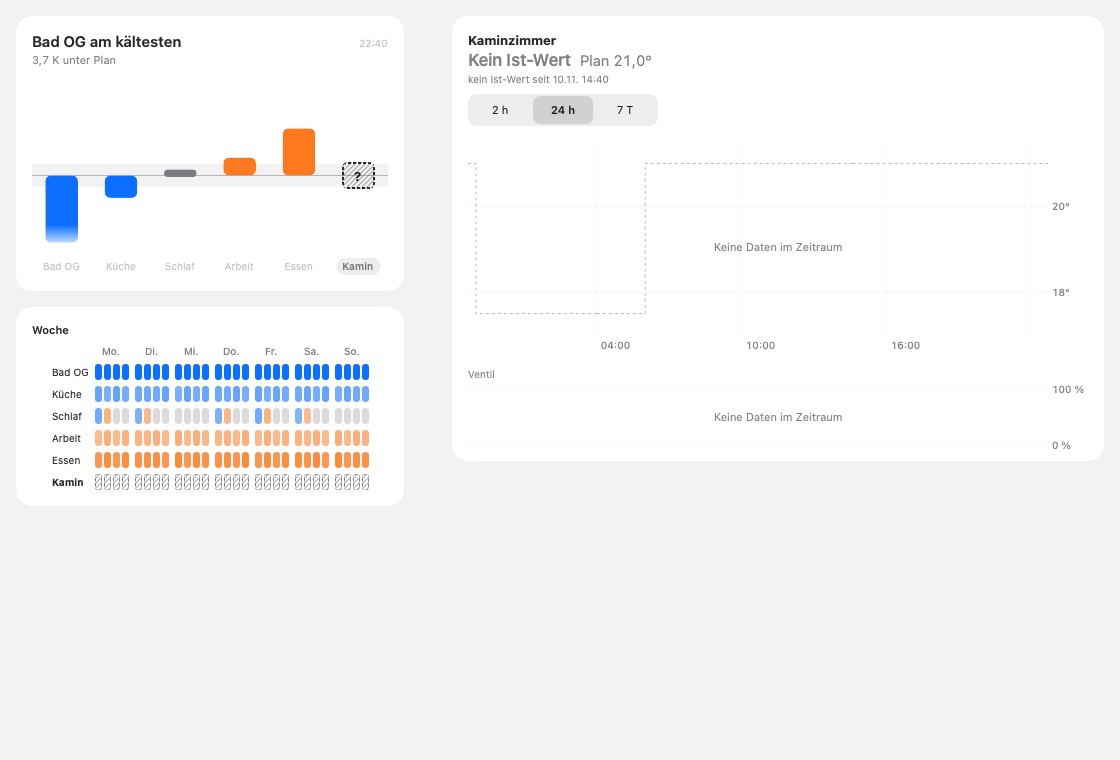 Bad OG am kältesten
22:40
3,7 K unter Plan
?
Bad OG Küche Schlaf Arbeit Essen Kamin
Woche
Mo. Di. Mi. Do. Fr. Sa. So.
Bad OG
Küche
Schlaf
Arbeit
Essen
Kamin
Kaminzimmer
Kein Ist-Wert Plan 21,0°
kein Ist-Wert seit 10.11. 14:40
2 h 24 h 7 T
20°
Keine Daten im Zeitraum
18°
04:00 10:00 16:00
Ventil
100 %
Keine Daten im Zeitraum
0 %